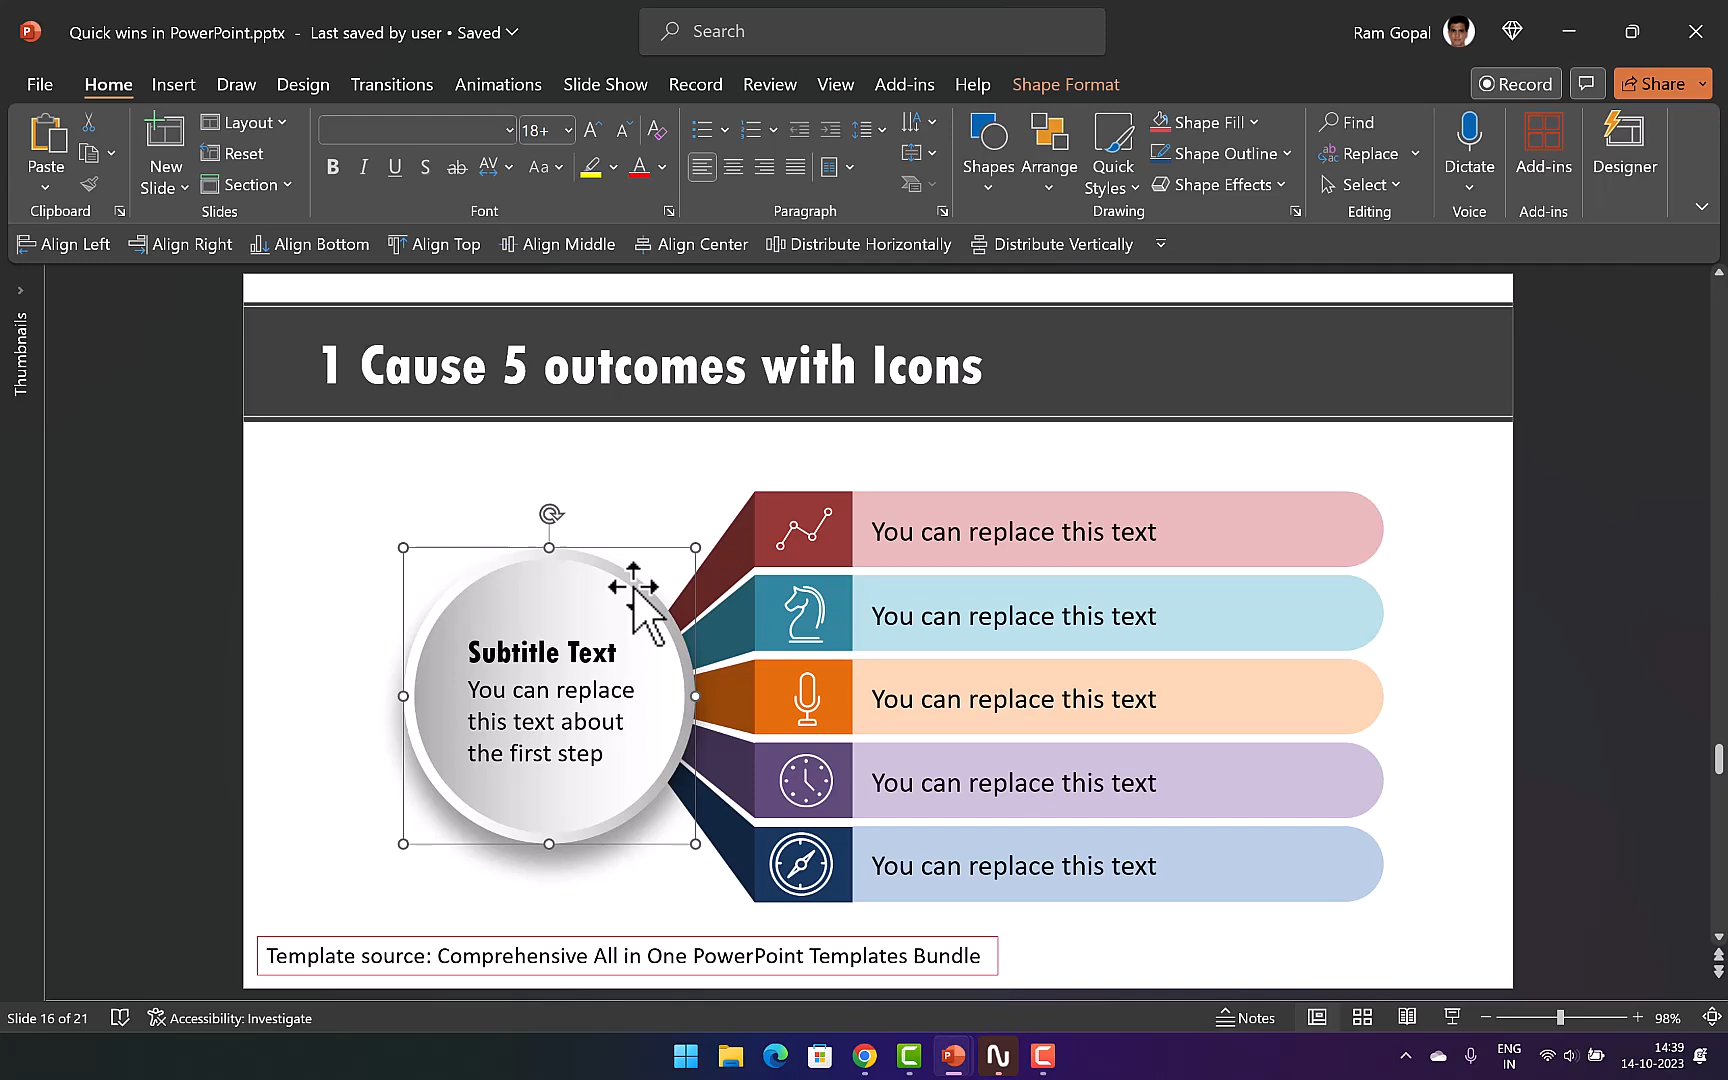 Quick wins in PowerPoint.pptx - Last saved by user • Saved
Search
Ram Gopal
File Home Insert Draw Design Transitions Animations Slide Show Record Review View Add-ins Help Shape Format
Record
Share
Paste
New Slide
Layout
Reset
Section
18+
B I U S ab AV Aa A
Shapes
Arrange
Quick Styles
Shape Fill
Shape Outline
Shape Effects
Find
Replace
Select
Dictate
Add-ins
Designer
Clipboard Slides Font Paragraph Drawing Editing Voice Add-ins
Align Left Align Right Align Bottom Align Top Align Middle Align Center Distribute Horizontally Distribute Vertically
Thumbnails
1 Cause 5 outcomes with Icons
Subtitle Text
You can replace
this text about
the first step
You can replace this text
You can replace this text
You can replace this text
You can replace this text
You can replace this text
Template source: Comprehensive All in One PowerPoint Templates Bundle
Slide 16 of 21 Accessibility: Investigate Notes 98%
ENG
IN
14:39
14-10-2023